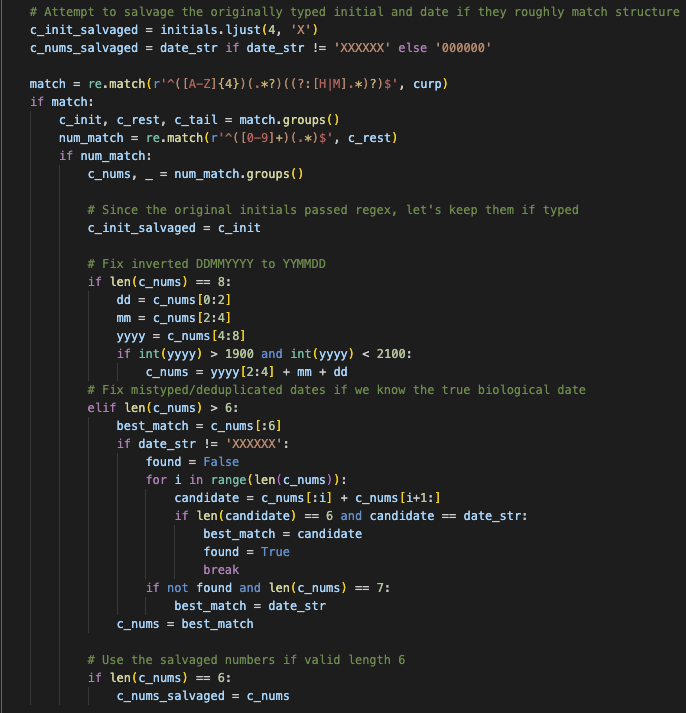 # Attempt to salvage the originally typed initial and date if they roughly match structure
c_init_salvaged = initials.ljust(4, 'X')
c_nums_salvaged = date_str if date_str != 'XXXXXX' else '000000'

match = re.match(r'^([A-Z]{4})(.*?)((?:[H|M].*)?)$', curp)
if match:
    c_init, c_rest, c_tail = match.groups()
    num_match = re.match(r'^([0-9]+)(.*)$', c_rest)
    if num_match:
        c_nums, _ = num_match.groups()

        # Since the original initials passed regex, let's keep them if typed
        c_init_salvaged = c_init

        # Fix inverted DDMMYYYY to YYMMDD
        if len(c_nums) == 8:
            dd = c_nums[0:2]
            mm = c_nums[2:4]
            yyyy = c_nums[4:8]
            if int(yyyy) > 1900 and int(yyyy) < 2100:
                c_nums = yyyy[2:4] + mm + dd
        # Fix mistyped/deduplicated dates if we know the true biological date
        elif len(c_nums) > 6:
            best_match = c_nums[:6]
            if date_str != 'XXXXXX':
                found = False
                for i in range(len(c_nums)):
                    candidate = c_nums[:i] + c_nums[i+1:]
                    if len(candidate) == 6 and candidate == date_str:
                        best_match = candidate
                        found = True
                        break
                if not found and len(c_nums) == 7:
                    best_match = date_str
            c_nums = best_match

        # Use the salvaged numbers if valid length 6
        if len(c_nums) == 6:
            c_nums_salvaged = c_nums